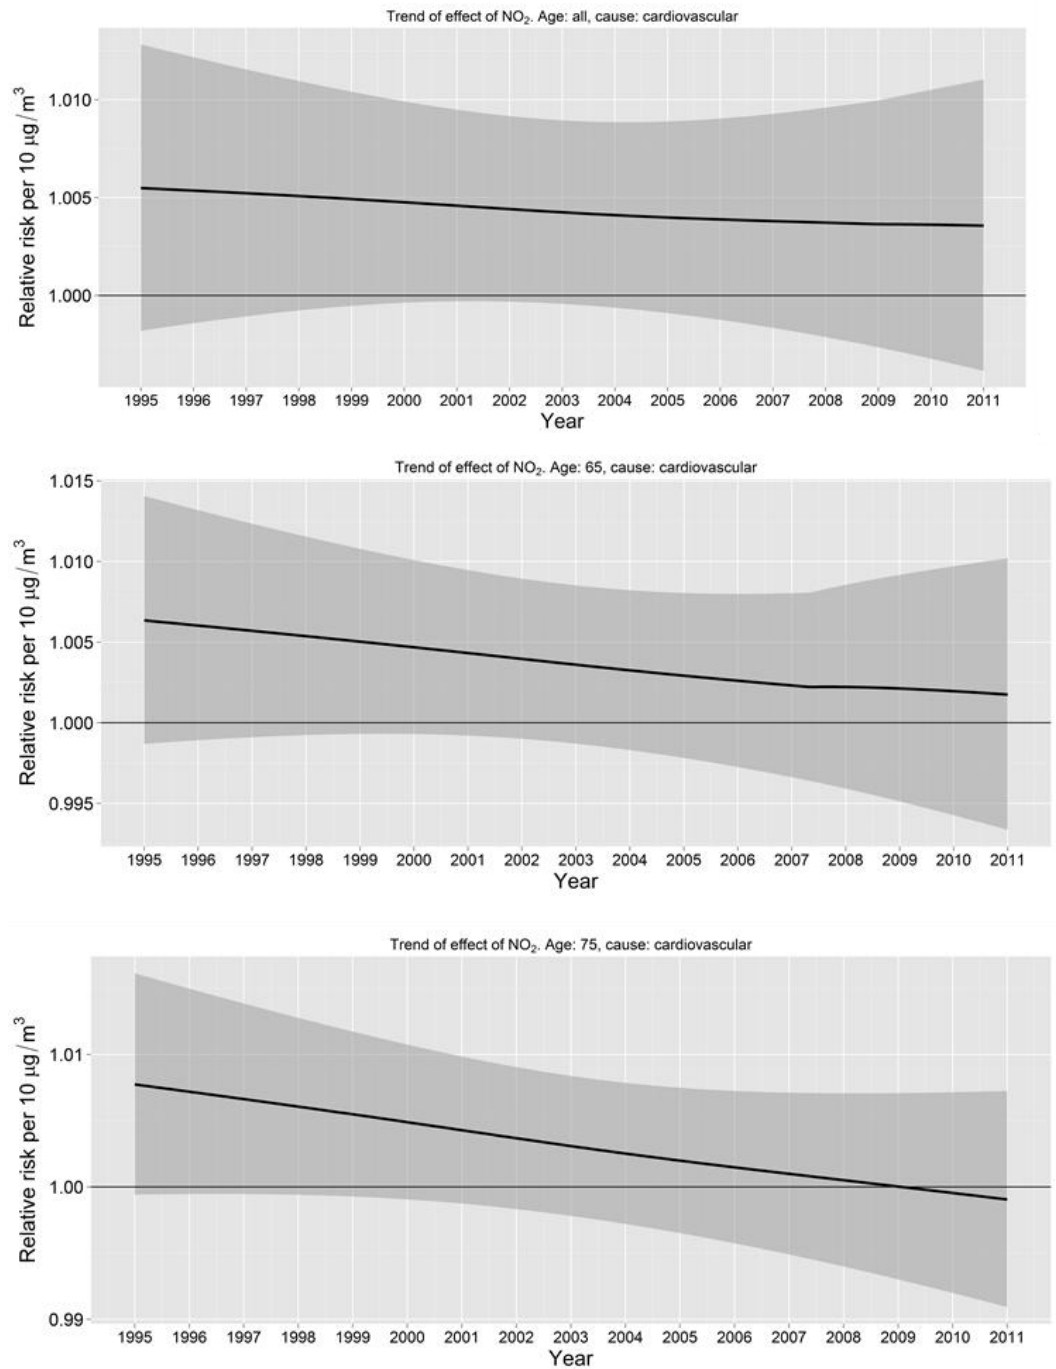 Trend of effect of NO₂. Age: all, cause: cardiovascular
Relative risk per 10 μg/m³
1.010
1.005
1.000
1995 1996 1997 1998 1999 2000 2001 2002 2003 2004 2005 2006 2007 2008 2009 2010 2011
Year
Trend of effect of NO₂. Age: 65, cause: cardiovascular
Relative risk per 10 μg/m³
1.015
1.010
1.005
1.000
0.995
1995 1996 1997 1998 1999 2000 2001 2002 2003 2004 2005 2006 2007 2008 2009 2010 2011
Year
Trend of effect of NO₂. Age: 75, cause: cardiovascular
Relative risk per 10 μg/m³
1.01
1.00
0.99
1995 1996 1997 1998 1999 2000 2001 2002 2003 2004 2005 2006 2007 2008 2009 2010 2011
Year